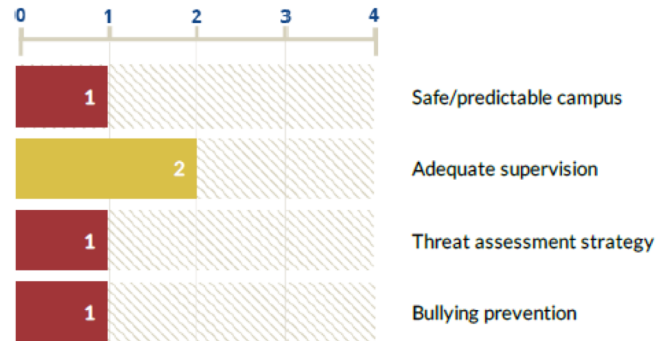 0 1 2 3 4
1 Safe/predictable campus
2 Adequate supervision
1 Threat assessment strategy
1 Bullying prevention